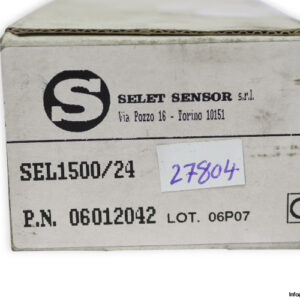 S
SELET SENSOR s.r.l.
Via Pozzo 16 - Torino 10151
SEL1500/24
27804
P.N. 06012042 LOT. 06P07